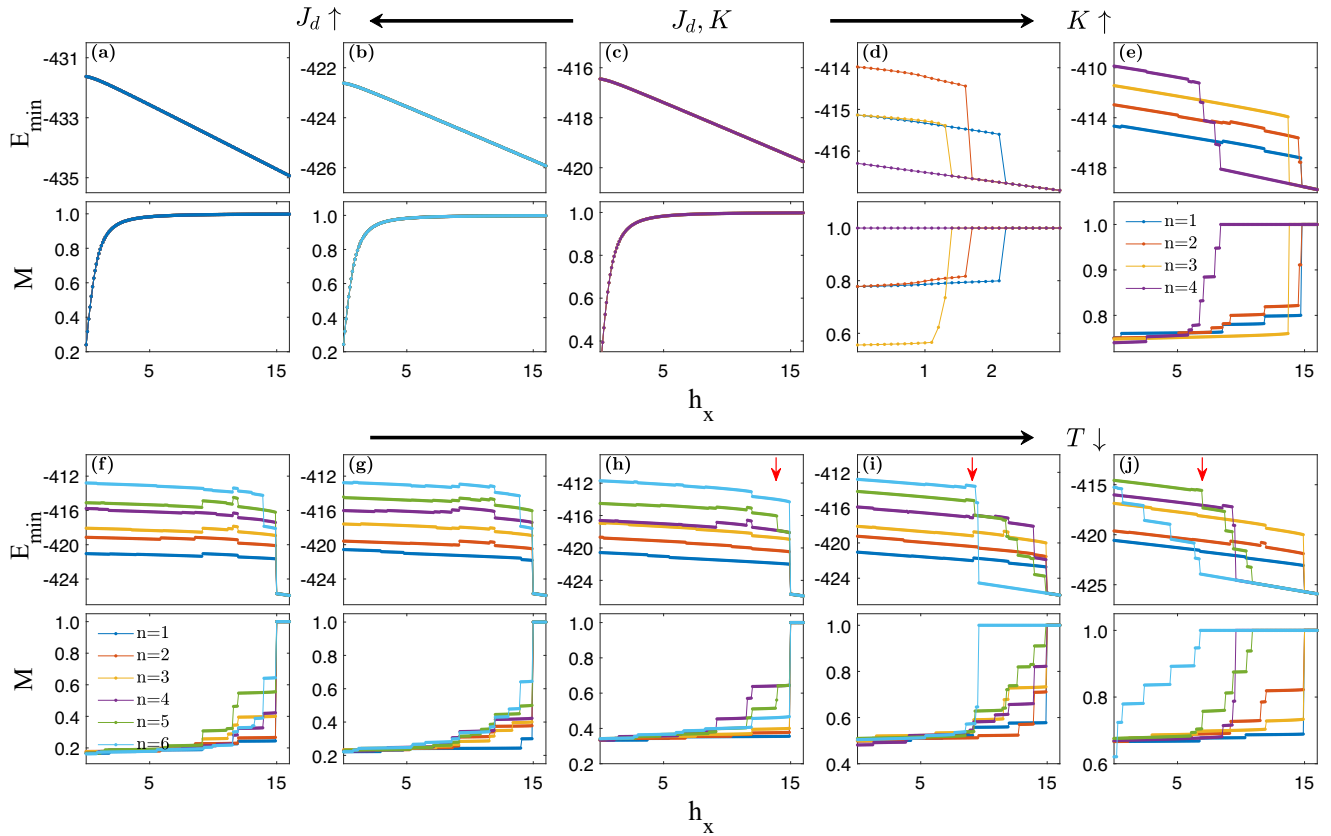 J_d ↑ J_d, K K ↑
(a) (b) (c) (d) (e)
E_min
-431 -433 -435
-422 -424 -426
-416 -418 -420
-414 -415 -416
-410 -414 -418
M
1.0 0.8 0.6 0.4 0.2
1.0 0.8 0.6 0.4 0.2
1.0 0.8 0.6 0.4
1.0 0.8 0.6
1.0 0.9 0.8
n=1
n=2
n=3
n=4
5 15 5 15 5 15 1 2 5 15
h_x
T ↓
(f) (g) (h) (i) (j)
E_min
-412 -416 -420 -424
-412 -416 -420 -424
-412 -416 -420 -424
-412 -416 -420 -424
-415 -420 -425
M
1.0 0.8 0.6 0.4 0.2
1.0 0.8 0.6 0.4 0.2
1.0 0.8 0.6 0.4 0.2
1.0 0.8 0.6 0.4
1.0 0.8 0.6
n=1
n=2
n=3
n=4
n=5
n=6
5 15 5 15 5 15 5 15 5 15
h_x